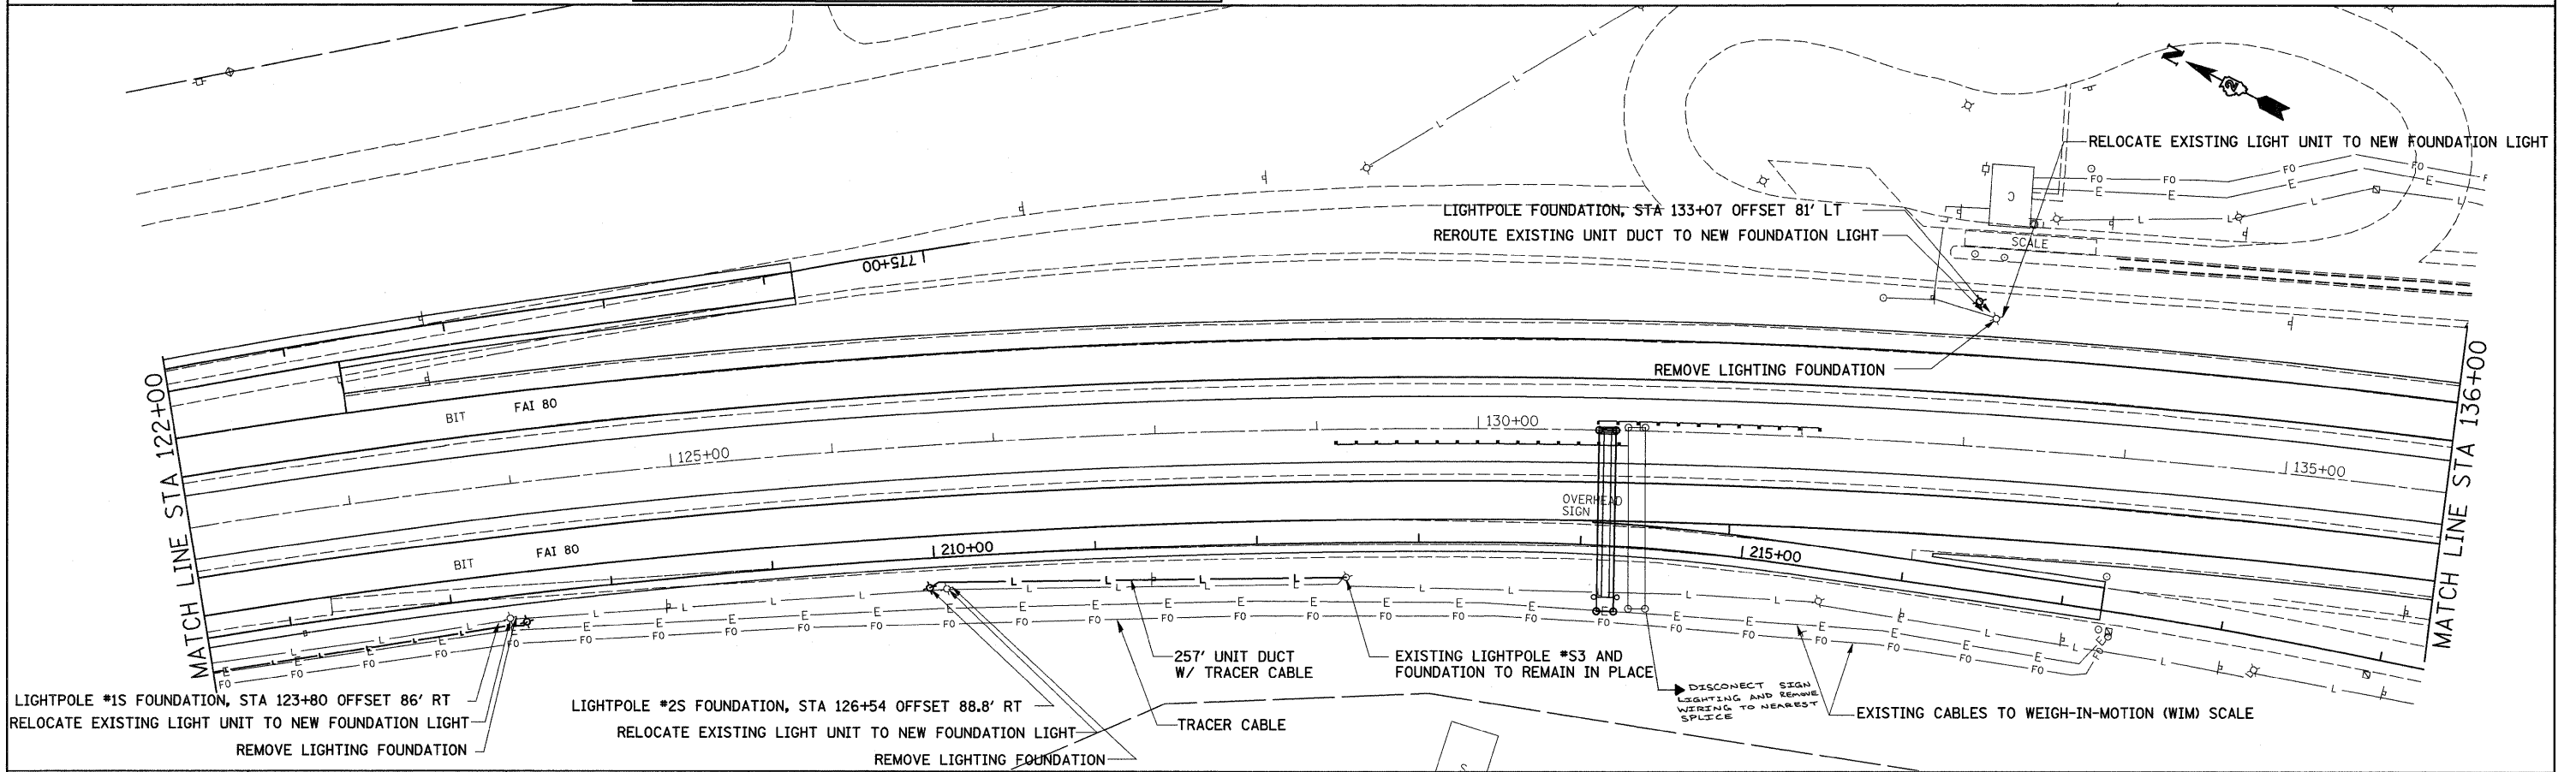 N
2
RELOCATE EXISTING LIGHT UNIT TO NEW FOUNDATION LIGHT
LIGHTPOLE FOUNDATION, STA 133+07 OFFSET 81' LT
REROUTE EXISTING UNIT DUCT TO NEW FOUNDATION LIGHT
SCALE
775+00
REMOVE LIGHTING FOUNDATION
MATCH LINE STA 122+00
MATCH LINE STA 136+00
BIT FAI 80
125+00
130+00
135+00
OVERHEAD
SIGN
BIT FAI 80
210+00
215+00
257' UNIT DUCT
W/ TRACER CABLE
EXISTING LIGHTPOLE #S3 AND
FOUNDATION TO REMAIN IN PLACE
DISCONECT SIGN
LIGHTING AND REMOVE
WIRING TO NEAREST
SPLICE
EXISTING CABLES TO WEIGH-IN-MOTION (WIM) SCALE
TRACER CABLE
LIGHTPOLE #1S FOUNDATION, STA 123+80 OFFSET 86' RT
RELOCATE EXISTING LIGHT UNIT TO NEW FOUNDATION LIGHT
REMOVE LIGHTING FOUNDATION
LIGHTPOLE #2S FOUNDATION, STA 126+54 OFFSET 88.8' RT
RELOCATE EXISTING LIGHT UNIT TO NEW FOUNDATION LIGHT
REMOVE LIGHTING FOUNDATION